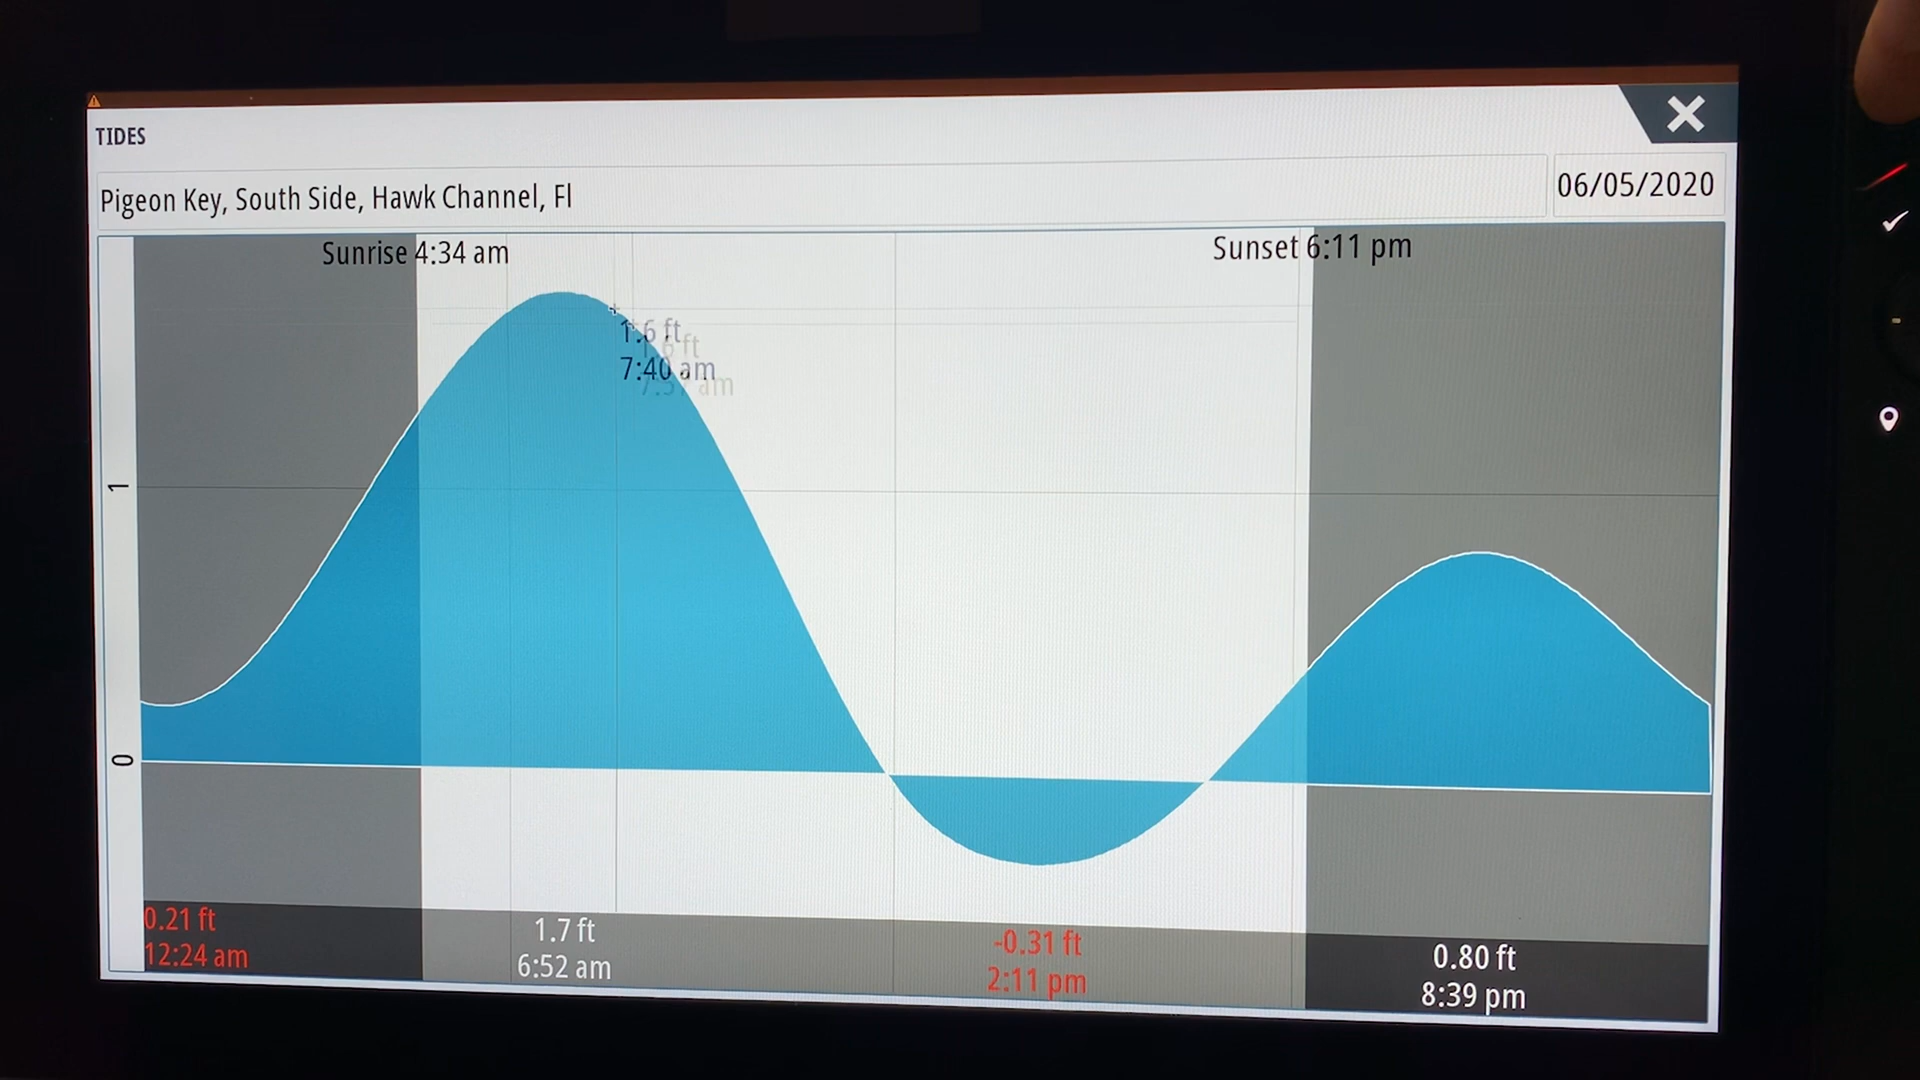 TIDES
Pigeon Key, South Side, Hawk Channel, Fl
06/05/2020
Sunrise 4:34 am
Sunset 6:11 pm
1.6 ft
7:40 am
1
0
0.21 ft
12:24 am
1.7 ft
6:52 am
-0.31 ft
2:11 pm
0.80 ft
8:39 pm